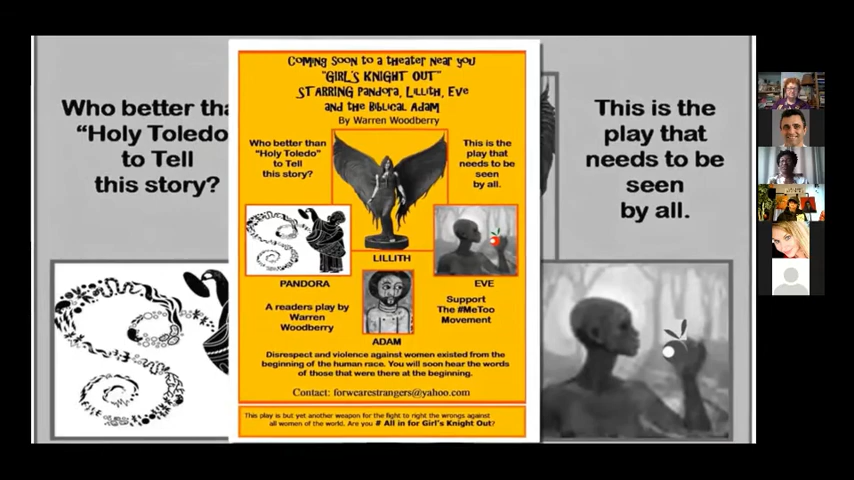 Coming Soon to a theater near you
"GIRL'S KNIGHT OUT"
STARRING Pandora, Lillith, Eve
and the Biblical Adam
By Warren Woodberry
Who better than
"Holy Toledo"
to Tell
this story?
This is the
play that
needs to be
seen
by all.
LILLITH
PANDORA
EVE
A readers play by
Warren
Woodberry
ADAM
Support
The #MeToo
Movement
Disrespect and violence against women existed from the
beginning of the human race. You will soon hear the words
of those that were there at the beginning.
Contact: forwearestrangers@yahoo.com
This play is but yet another weapon for the fight to right the wrongs against
all women of the world. Are you # All in for Girl's Knight Out?
Who better tha
"Holy Toledo
to Tell
this story?
This is the
play that
needs to be
seen
by all.